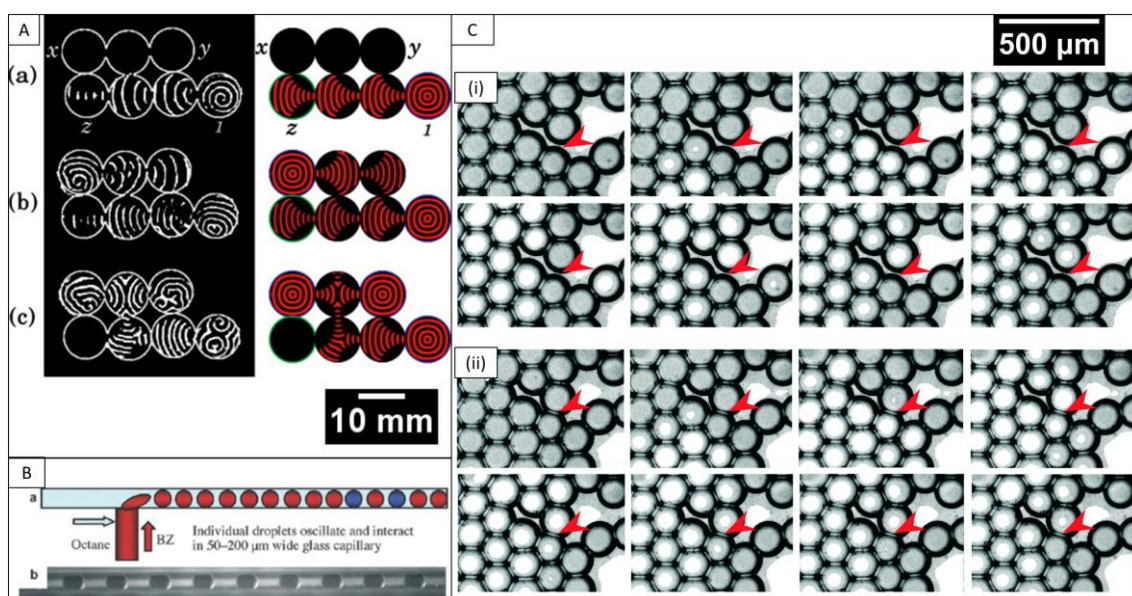 A
x
y
(a)
z
1
x
y
z
1
(b)
(c)
10 mm
B
a
Octane
BZ
Individual droplets oscillate and interact
in 50–200 μm wide glass capillary
b
C
500 μm
(i)
(ii)